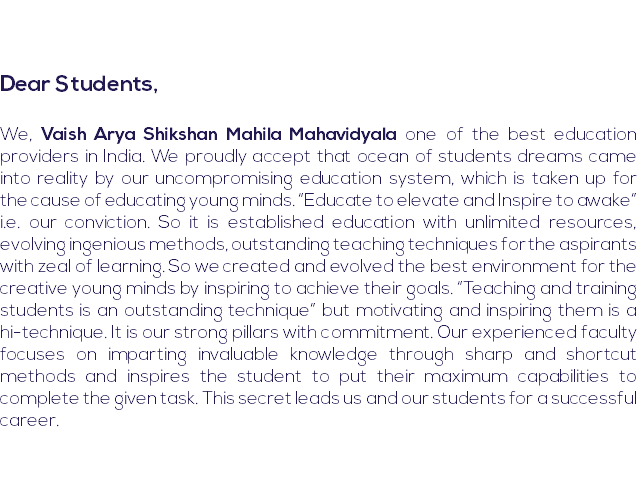 Dear Students,
We, Vaish Arya Shikshan Mahila Mahavidyala one of the best education
providers in India. We proudly accept that ocean of students dreams came
into reality by our uncompromising education system, which is taken up for
the cause of educating young minds. “Educate to elevate and Inspire to awake”
i.e. our conviction. So it is established education with unlimited resources,
evolving ingenious methods, outstanding teaching techniques for the aspirants
with zeal of learning. So we created and evolved the best environment for the
creative young minds by inspiring to achieve their goals. “Teaching and training
students is an outstanding technique” but motivating and inspiring them is a
hi-technique. It is our strong pillars with commitment. Our experienced faculty
focuses on imparting invaluable knowledge through sharp and shortcut
methods and inspires the student to put their maximum capabilities to
complete the given task. This secret leads us and our students for a successful
career.